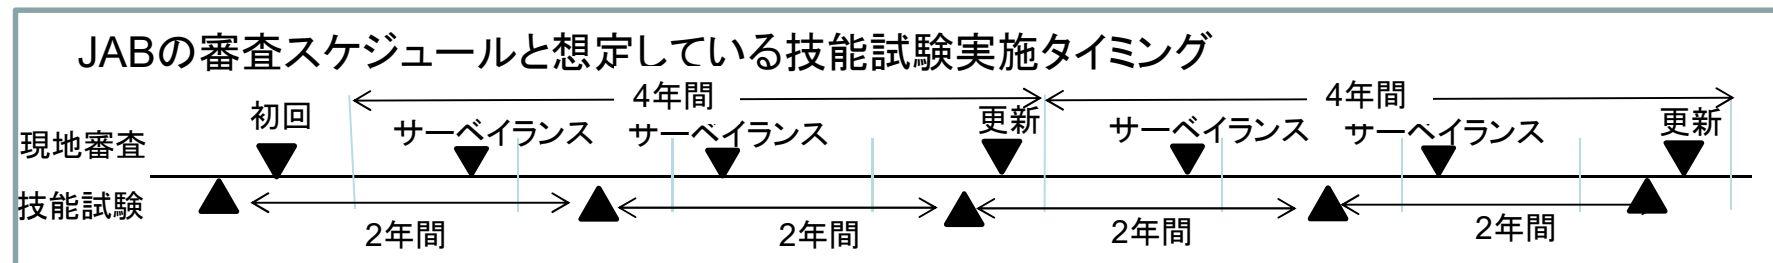 JABの審査スケジュールと想定している技能試験実施タイミング
4年間 4年間
初回 サーベイランス サーベイランス 更新 サーベイランス サーベイランス 更新
現地審査
技能試験
2年間 2年間 2年間 2年間